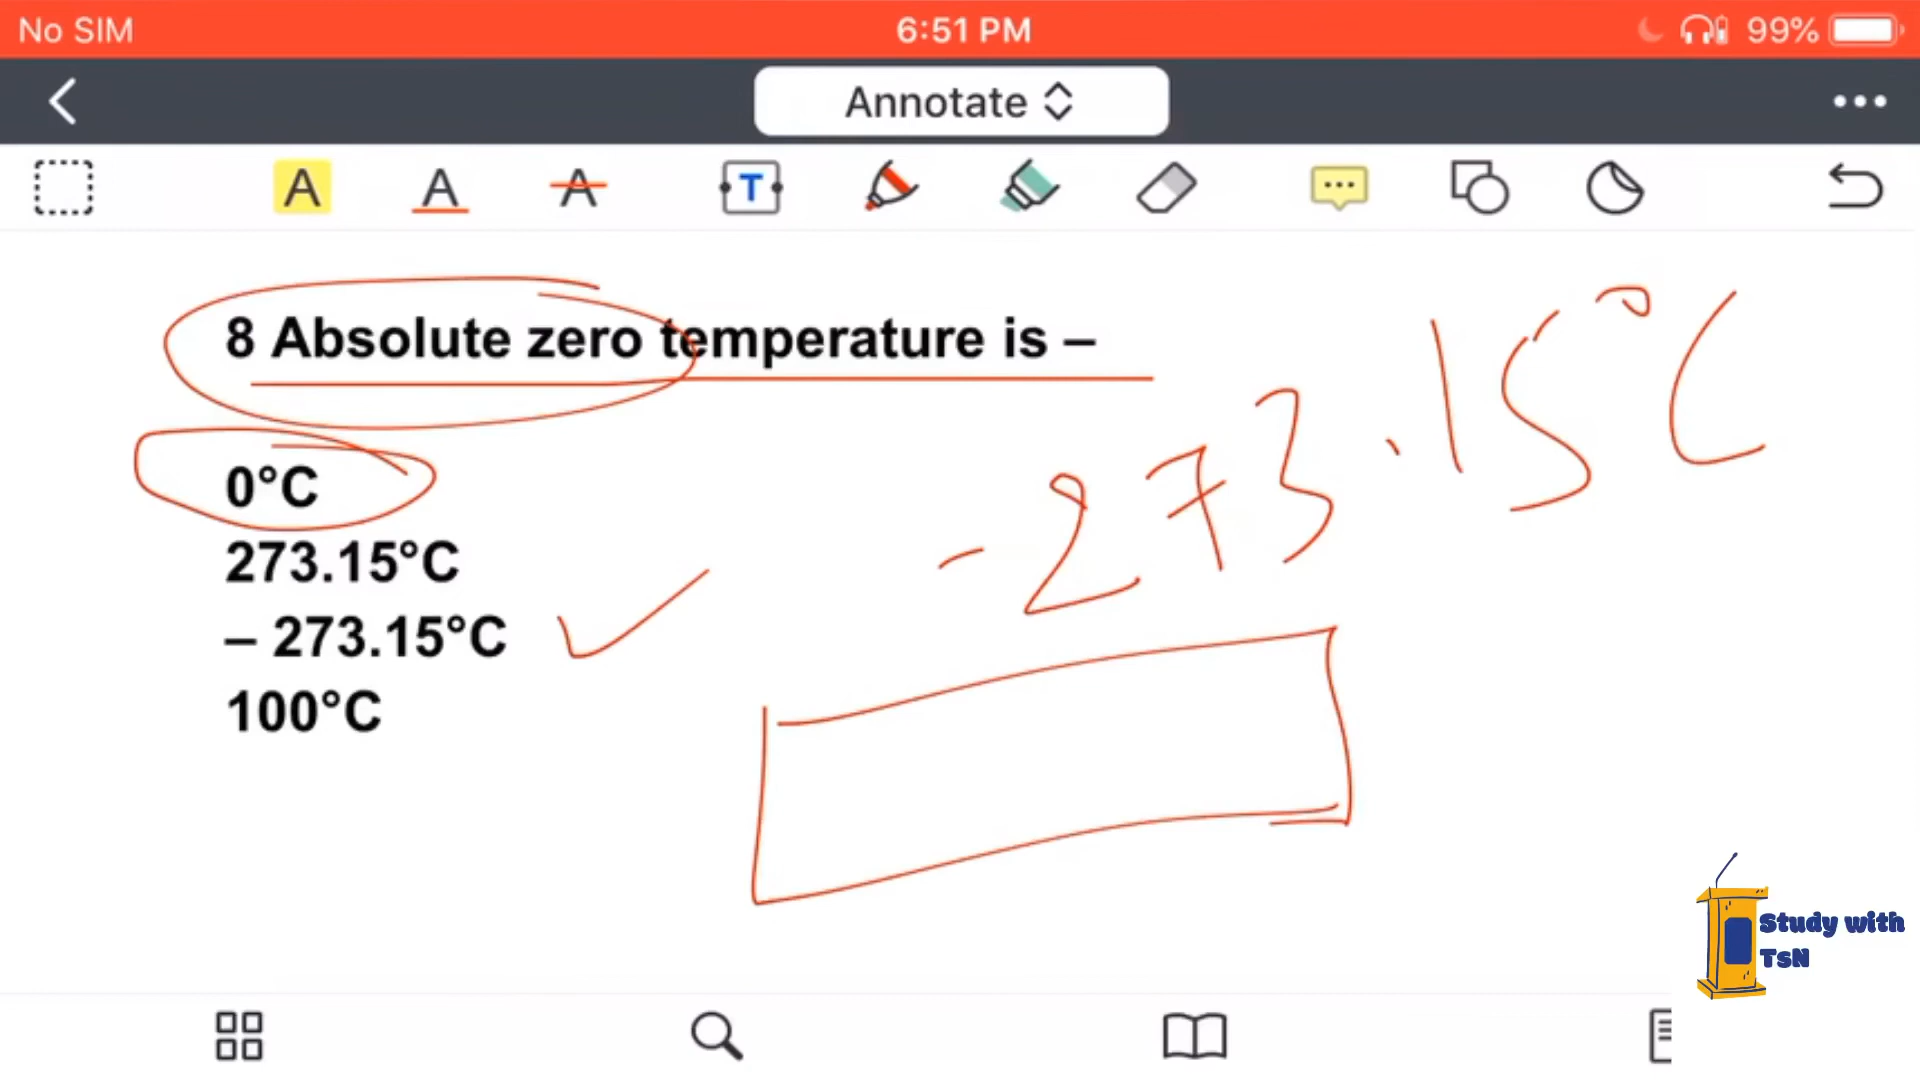 No SIM 6:51 PM 99%
Annotate
A A A T
8 Absolute zero temperature is –
0°C
273.15°C
– 273.15°C
100°C
-273.15°C
Study with
TsN